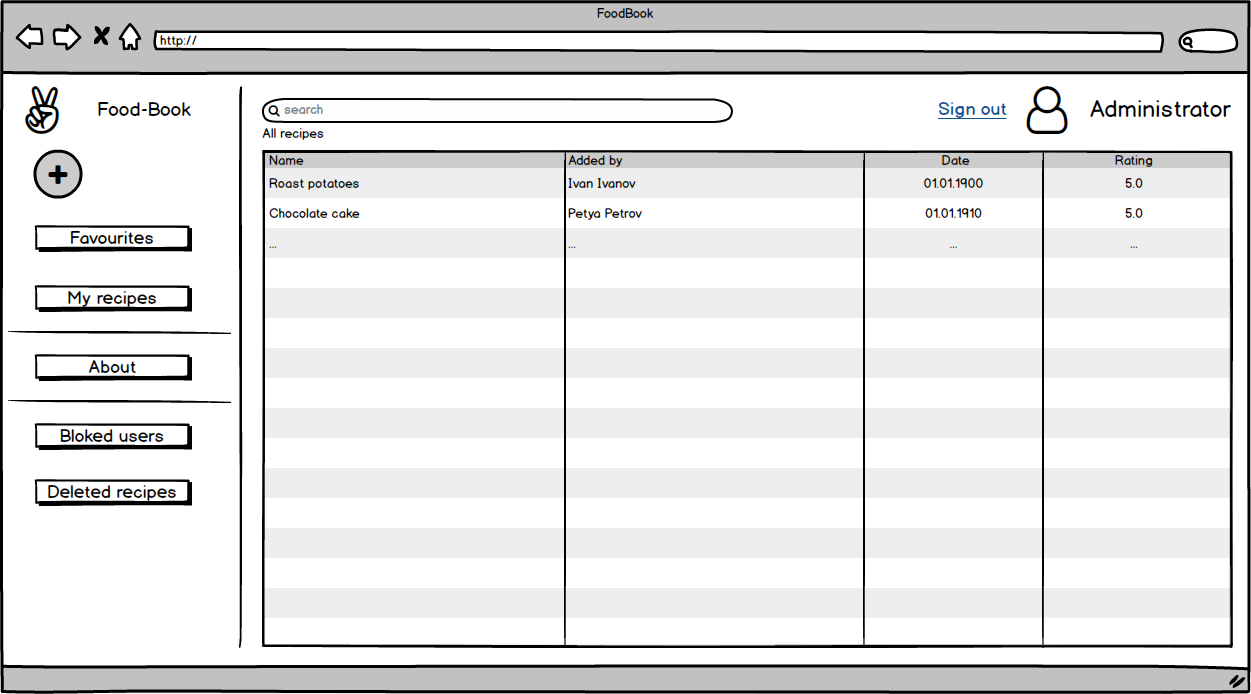 FoodBook
http://
Food-Book
search
Sign out
Administrator
All recipes
Name Added by Date Rating
Roast potatoes Ivan Ivanov 01.01.1900 5.0
Chocolate cake Petya Petrov 01.01.1910 5.0
... ... ... ...
Favourites
My recipes
About
Bloked users
Deleted recipes